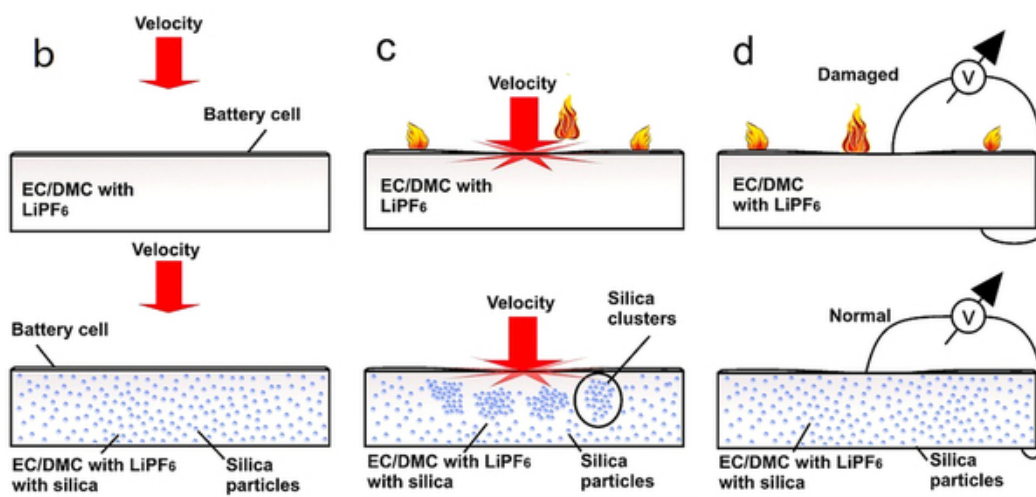 b
Velocity
Battery cell
EC/DMC with
LiPF6
Velocity
Battery cell
EC/DMC with LiPF6
with silica
Silica
particles
c
Velocity
EC/DMC with
LiPF6
Velocity
Silica
clusters
EC/DMC with LiPF6
with silica
Silica
particles
d
Damaged
V
EC/DMC
with LiPF6
Normal
V
EC/DMC with LiPF6
with silica
Silica
particles